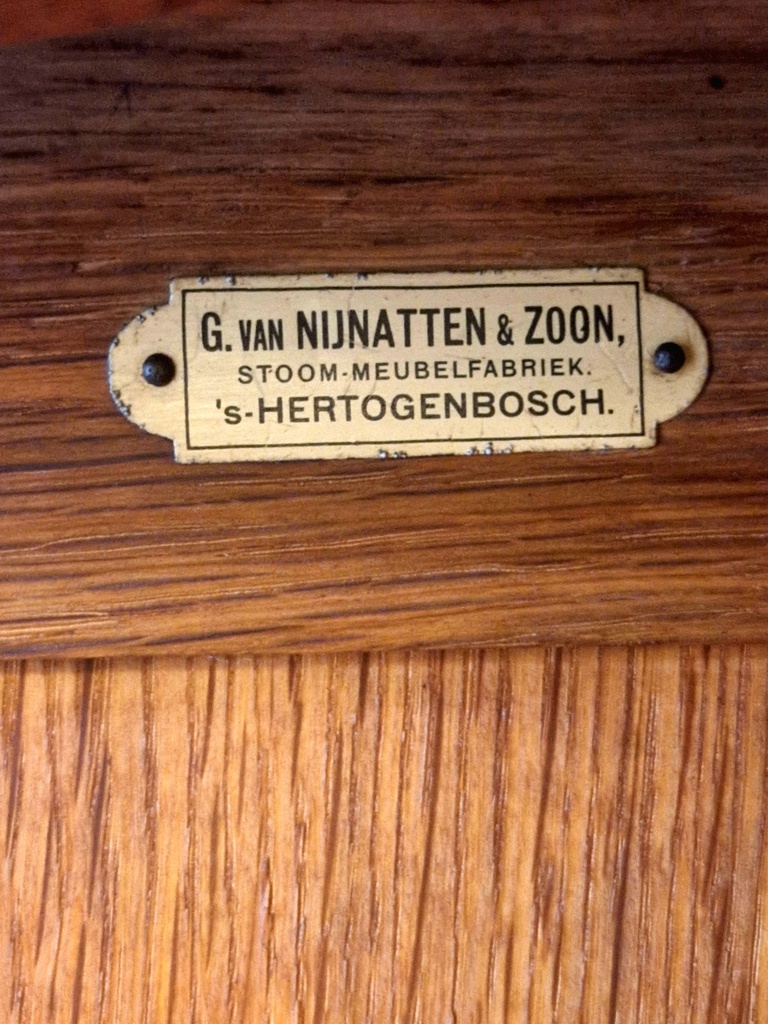 G. VAN NIJNATTEN & ZOON,
STOOM-MEUBELFABRIEK.
's-HERTOGENBOSCH.